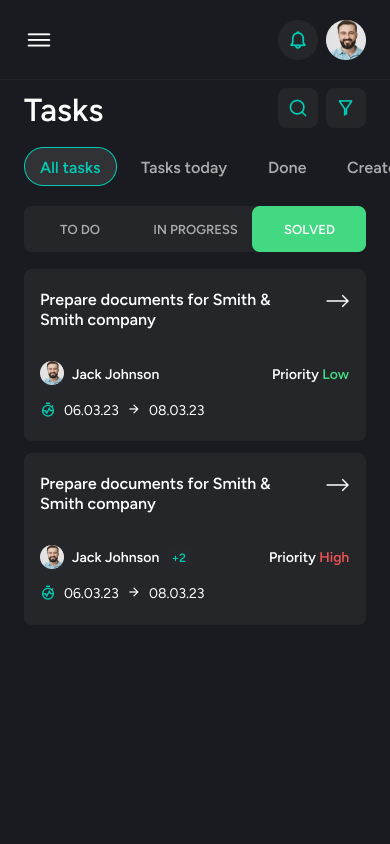 Tasks
All tasks
Tasks today
Done
Create
TO DO
IN PROGRESS
SOLVED
Prepare documents for Smith &
Smith company
Jack Johnson
Priority Low
06.03.23 → 08.03.23
Prepare documents for Smith &
Smith company
Jack Johnson +2
Priority High
06.03.23 → 08.03.23